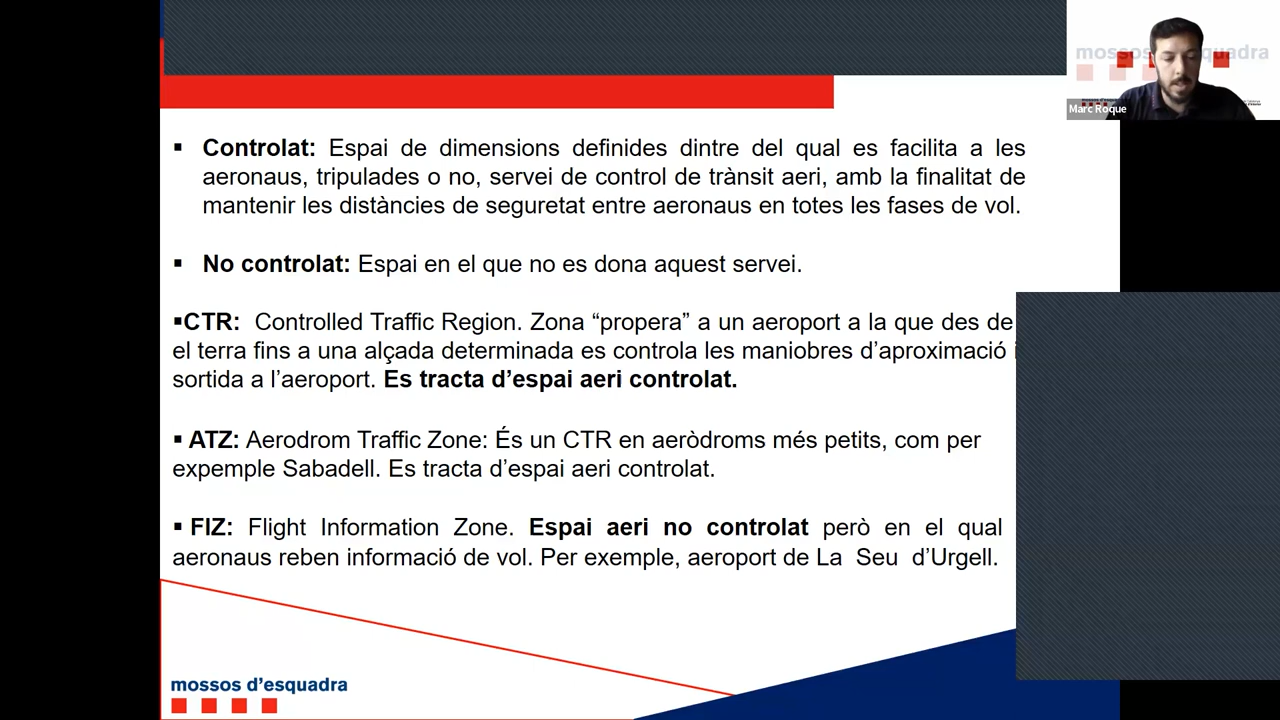 mossos d'esquadra
Marc Roque
▪ Controlat: Espai de dimensions definides dintre del qual es facilita a les
aeronaus, tripulades o no, servei de control de trànsit aeri, amb la finalitat de
mantenir les distàncies de seguretat entre aeronaus en totes les fases de vol.
▪ No controlat: Espai en el que no es dona aquest servei.
▪CTR: Controlled Traffic Region. Zona “propera” a un aeroport a la que des de
el terra fins a una alçada determinada es controla les maniobres d’aproximació i
sortida a l’aeroport. Es tracta d’espai aeri controlat.
▪ ATZ: Aerodrom Traffic Zone: És un CTR en aeròdroms més petits, com per
expemple Sabadell. Es tracta d’espai aeri controlat.
▪ FIZ: Flight Information Zone. Espai aeri no controlat però en el qual
aeronaus reben informació de vol. Per exemple, aeroport de La Seu d’Urgell.
mossos d’esquadra